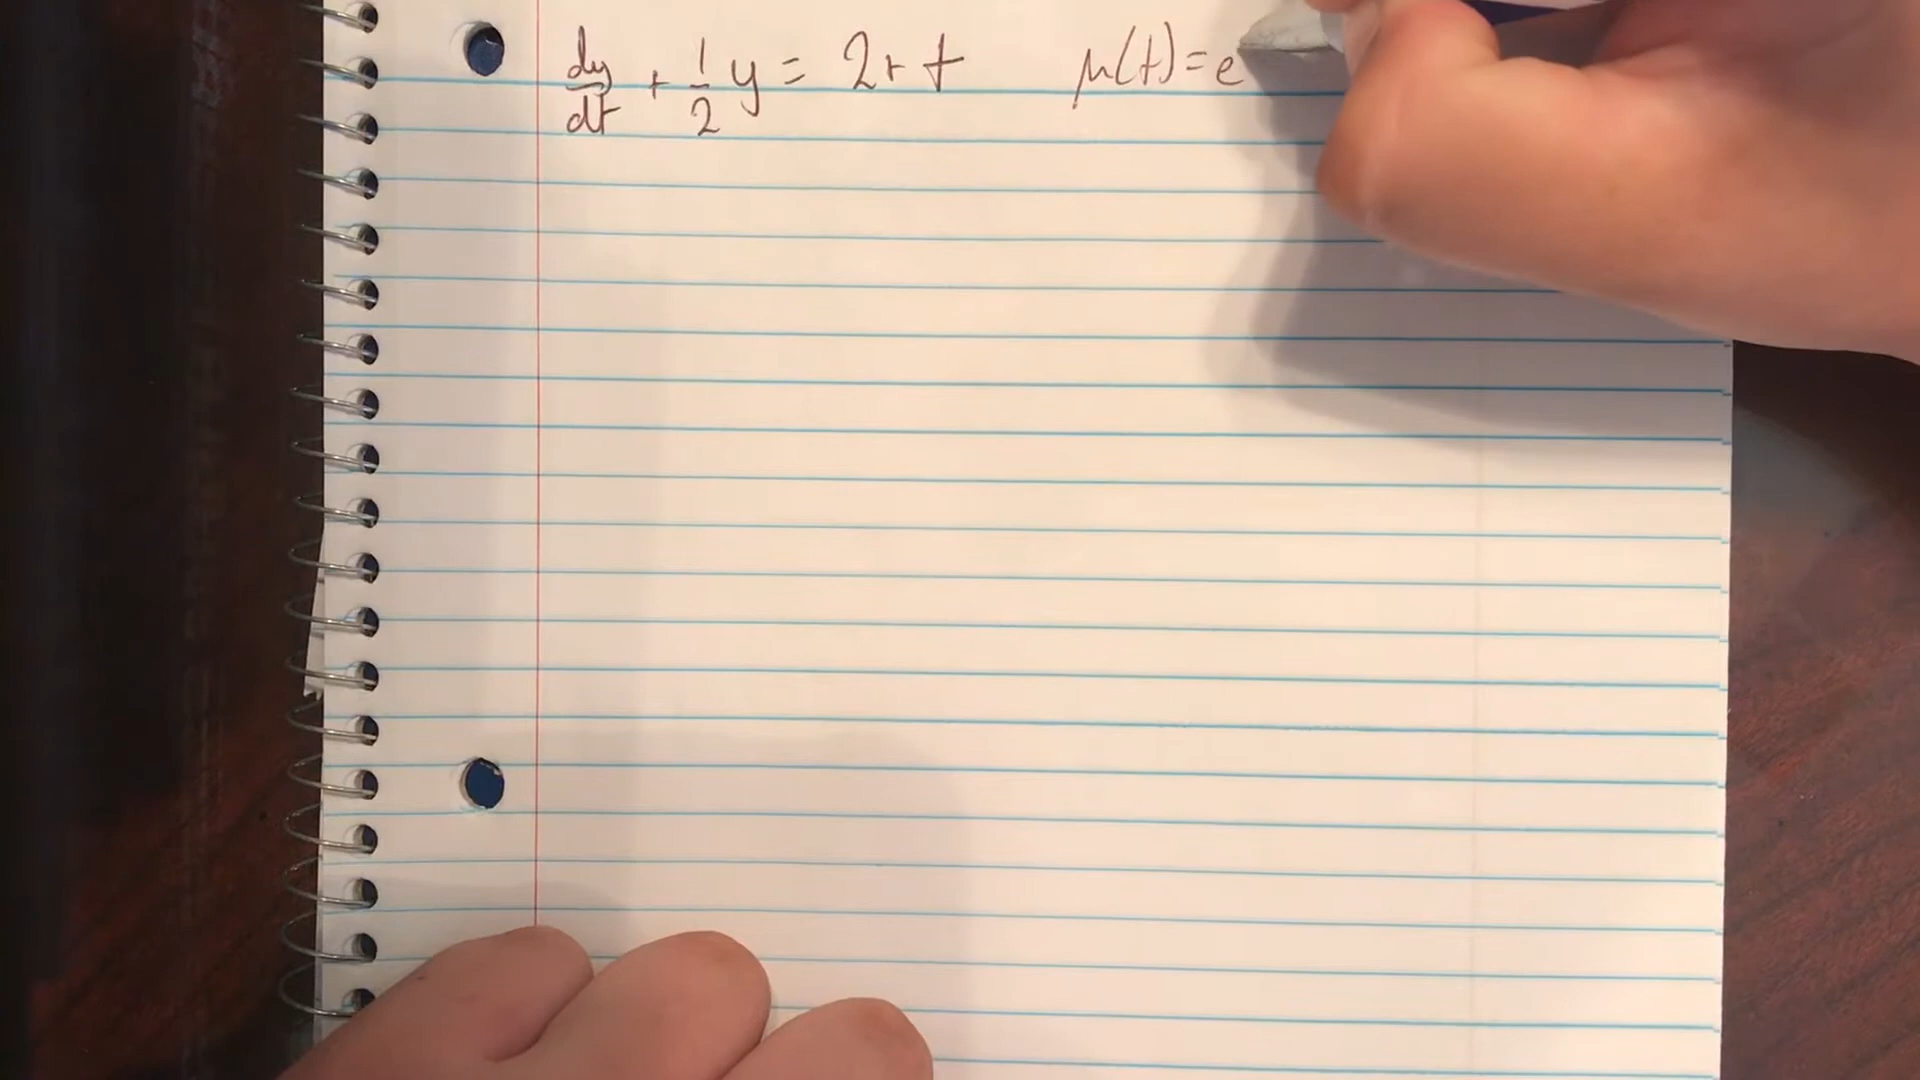 dy/dt + 1/2 y = 2 + t μ(t) = e